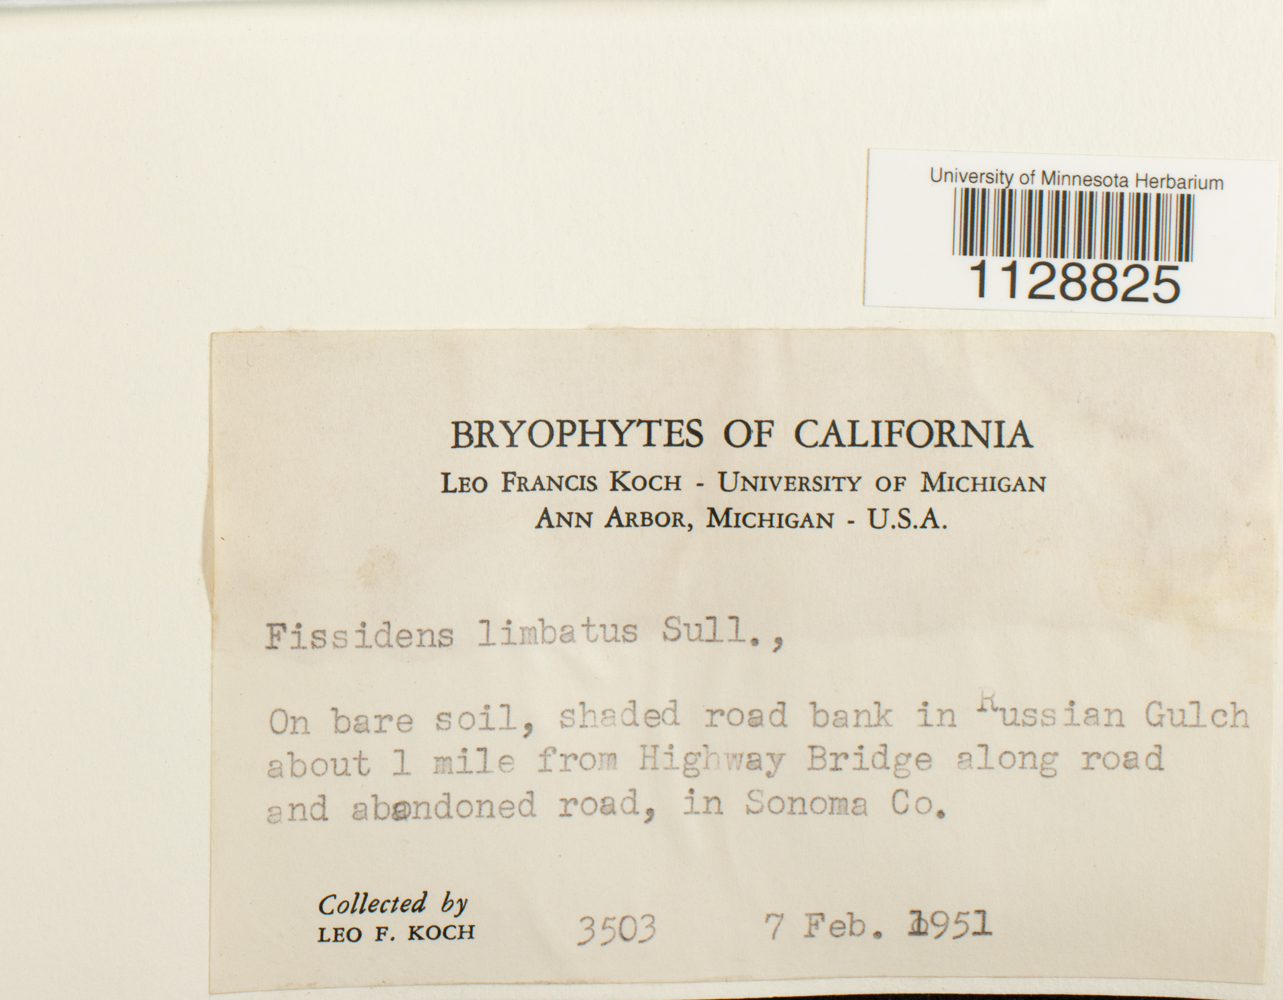 University of Minnesota Herbarium
1128825
BRYOPHYTES OF CALIFORNIA
LEO FRANCIS KOCH - UNIVERSITY OF MICHIGAN
ANN ARBOR, MICHIGAN - U.S.A.
Fissidens limbatus Sull.,
On bare soil, shaded road bank in Russian Gulch
about 1 mile from Highway Bridge along road
and abandoned road, in Sonoma Co.
Collected by
LEO F. KOCH
3503 7 Feb. 1951